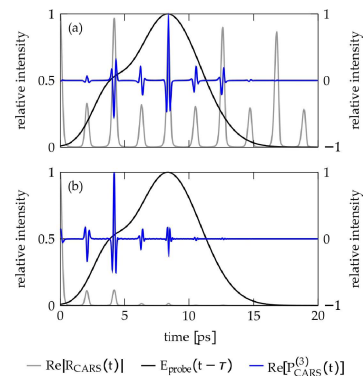 1
(a)
1
relative intensity
0.5
0
relative intensity
0
−1
1
(b)
1
relative intensity
0.5
0
relative intensity
0
−1
0
5
10
15
20
time [ps]
Re|R_CARS(t)|
E_probe(t − τ)
Re[P_CARS^(3)(t)]